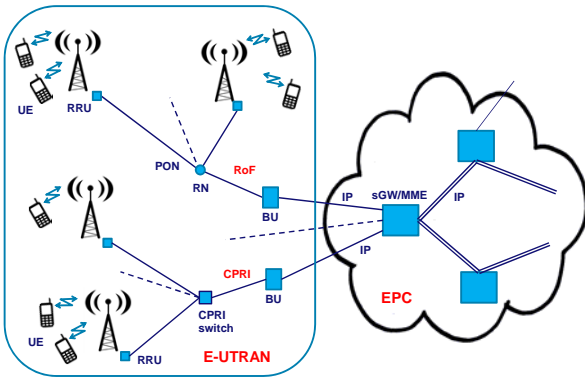 UE
RRU
PON
RoF
RN
BU
IP
sGW/MME
IP
IP
CPRI
BU
CPRI
switch
EPC
UE
RRU
E-UTRAN